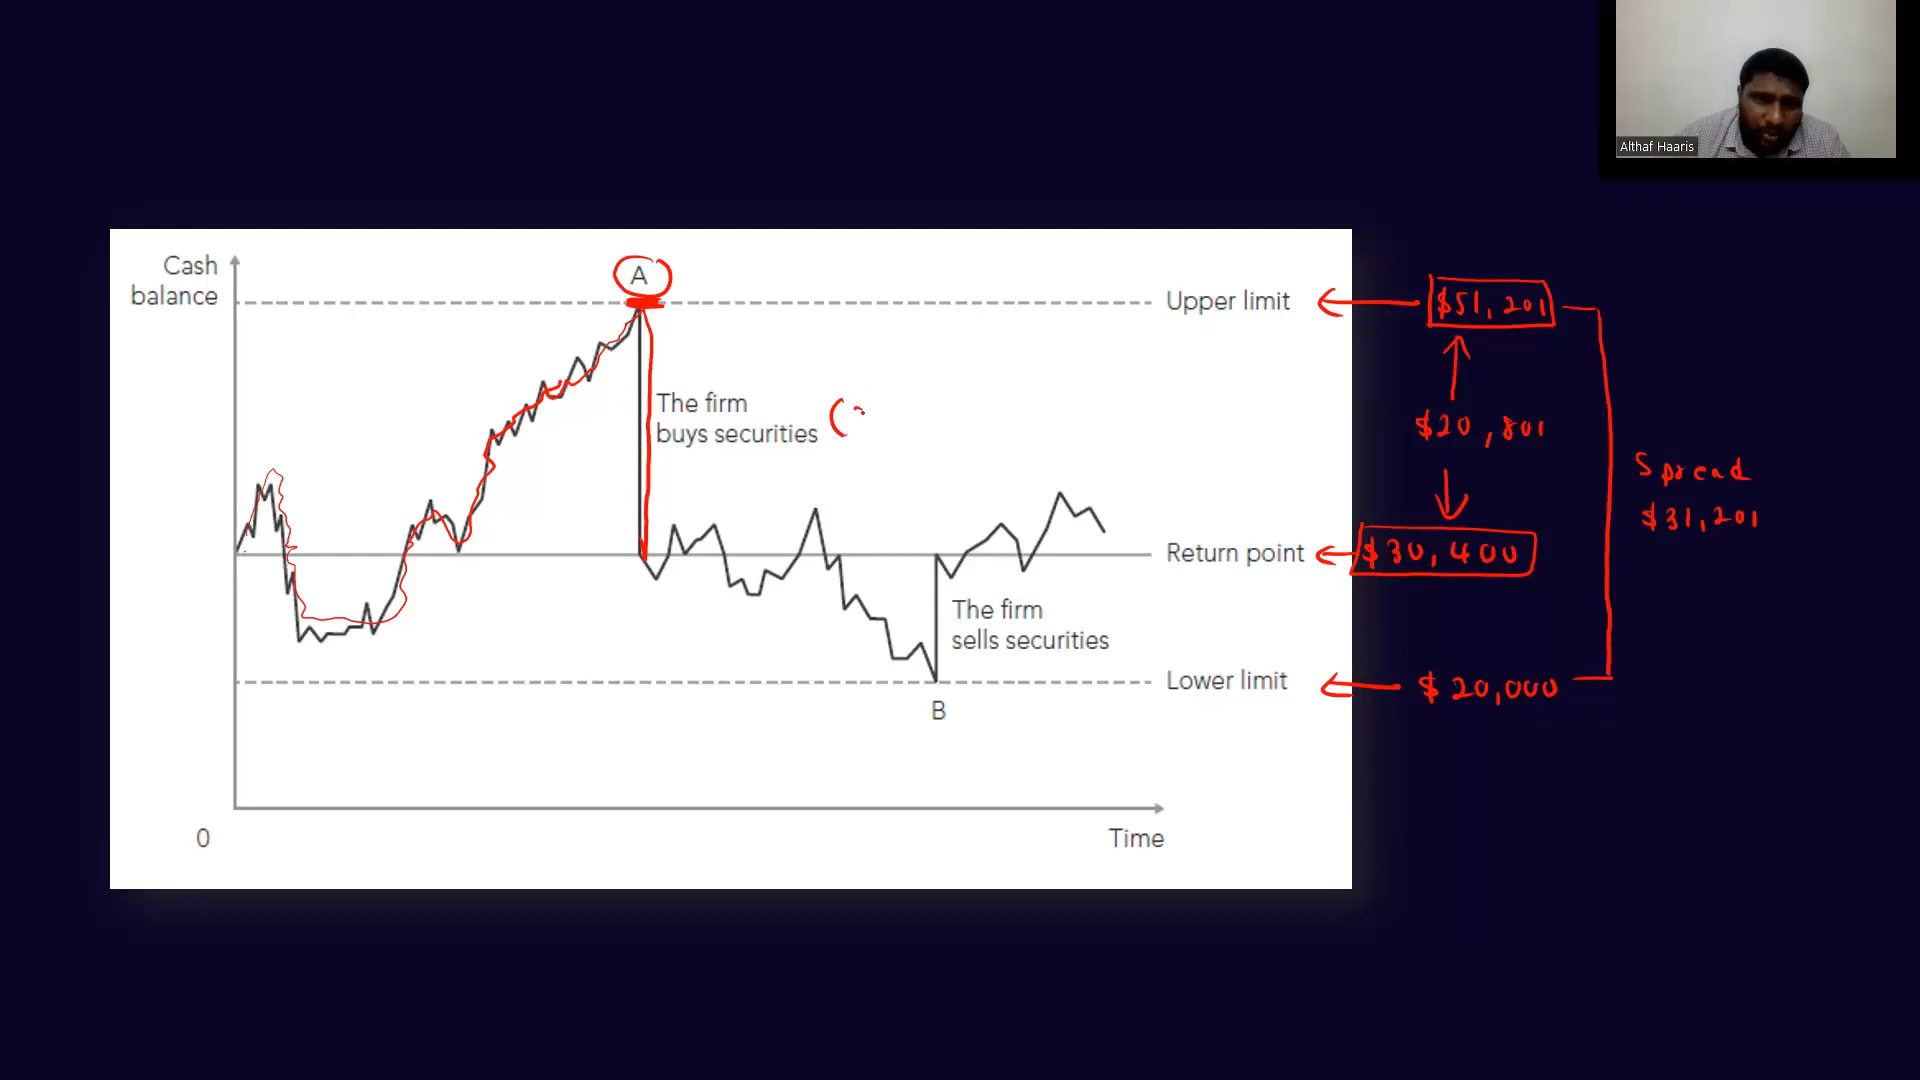 Althaf Haaris
Cash
balance
A
Upper limit
$51,201
The firm
buys securities (
$20,801
Spread
$31,201
Return point
$30,400
The firm
sells securities
Lower limit
$20,000
B
0
Time